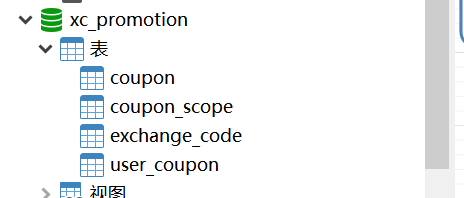 xc_promotion
表
coupon
coupon_scope
exchange_code
user_coupon
视图